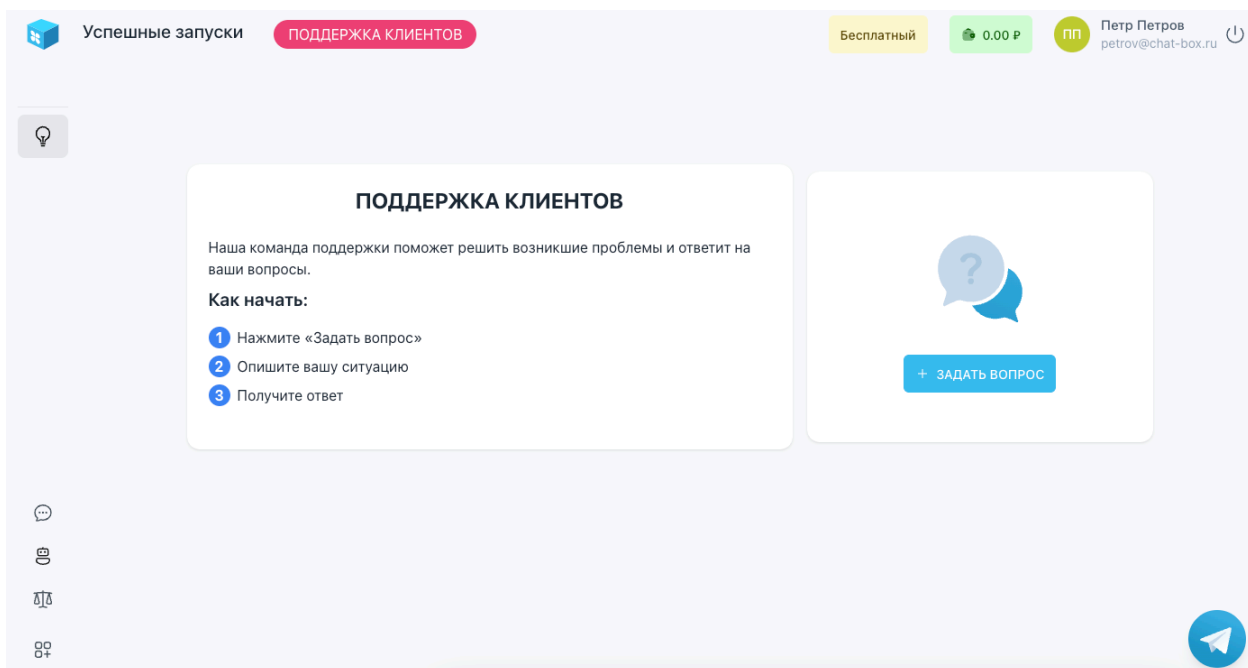 Успешные запуски
ПОДДЕРЖКА КЛИЕНТОВ
Бесплатный
0.00 ₽
ПП
Петр Петров
petrov@chat-box.ru
ПОДДЕРЖКА КЛИЕНТОВ
Наша команда поддержки поможет решить возникшие проблемы и ответит на
ваши вопросы.
Как начать:
1 Нажмите «Задать вопрос»
2 Опишите вашу ситуацию
3 Получите ответ
?
+ ЗАДАТЬ ВОПРОС